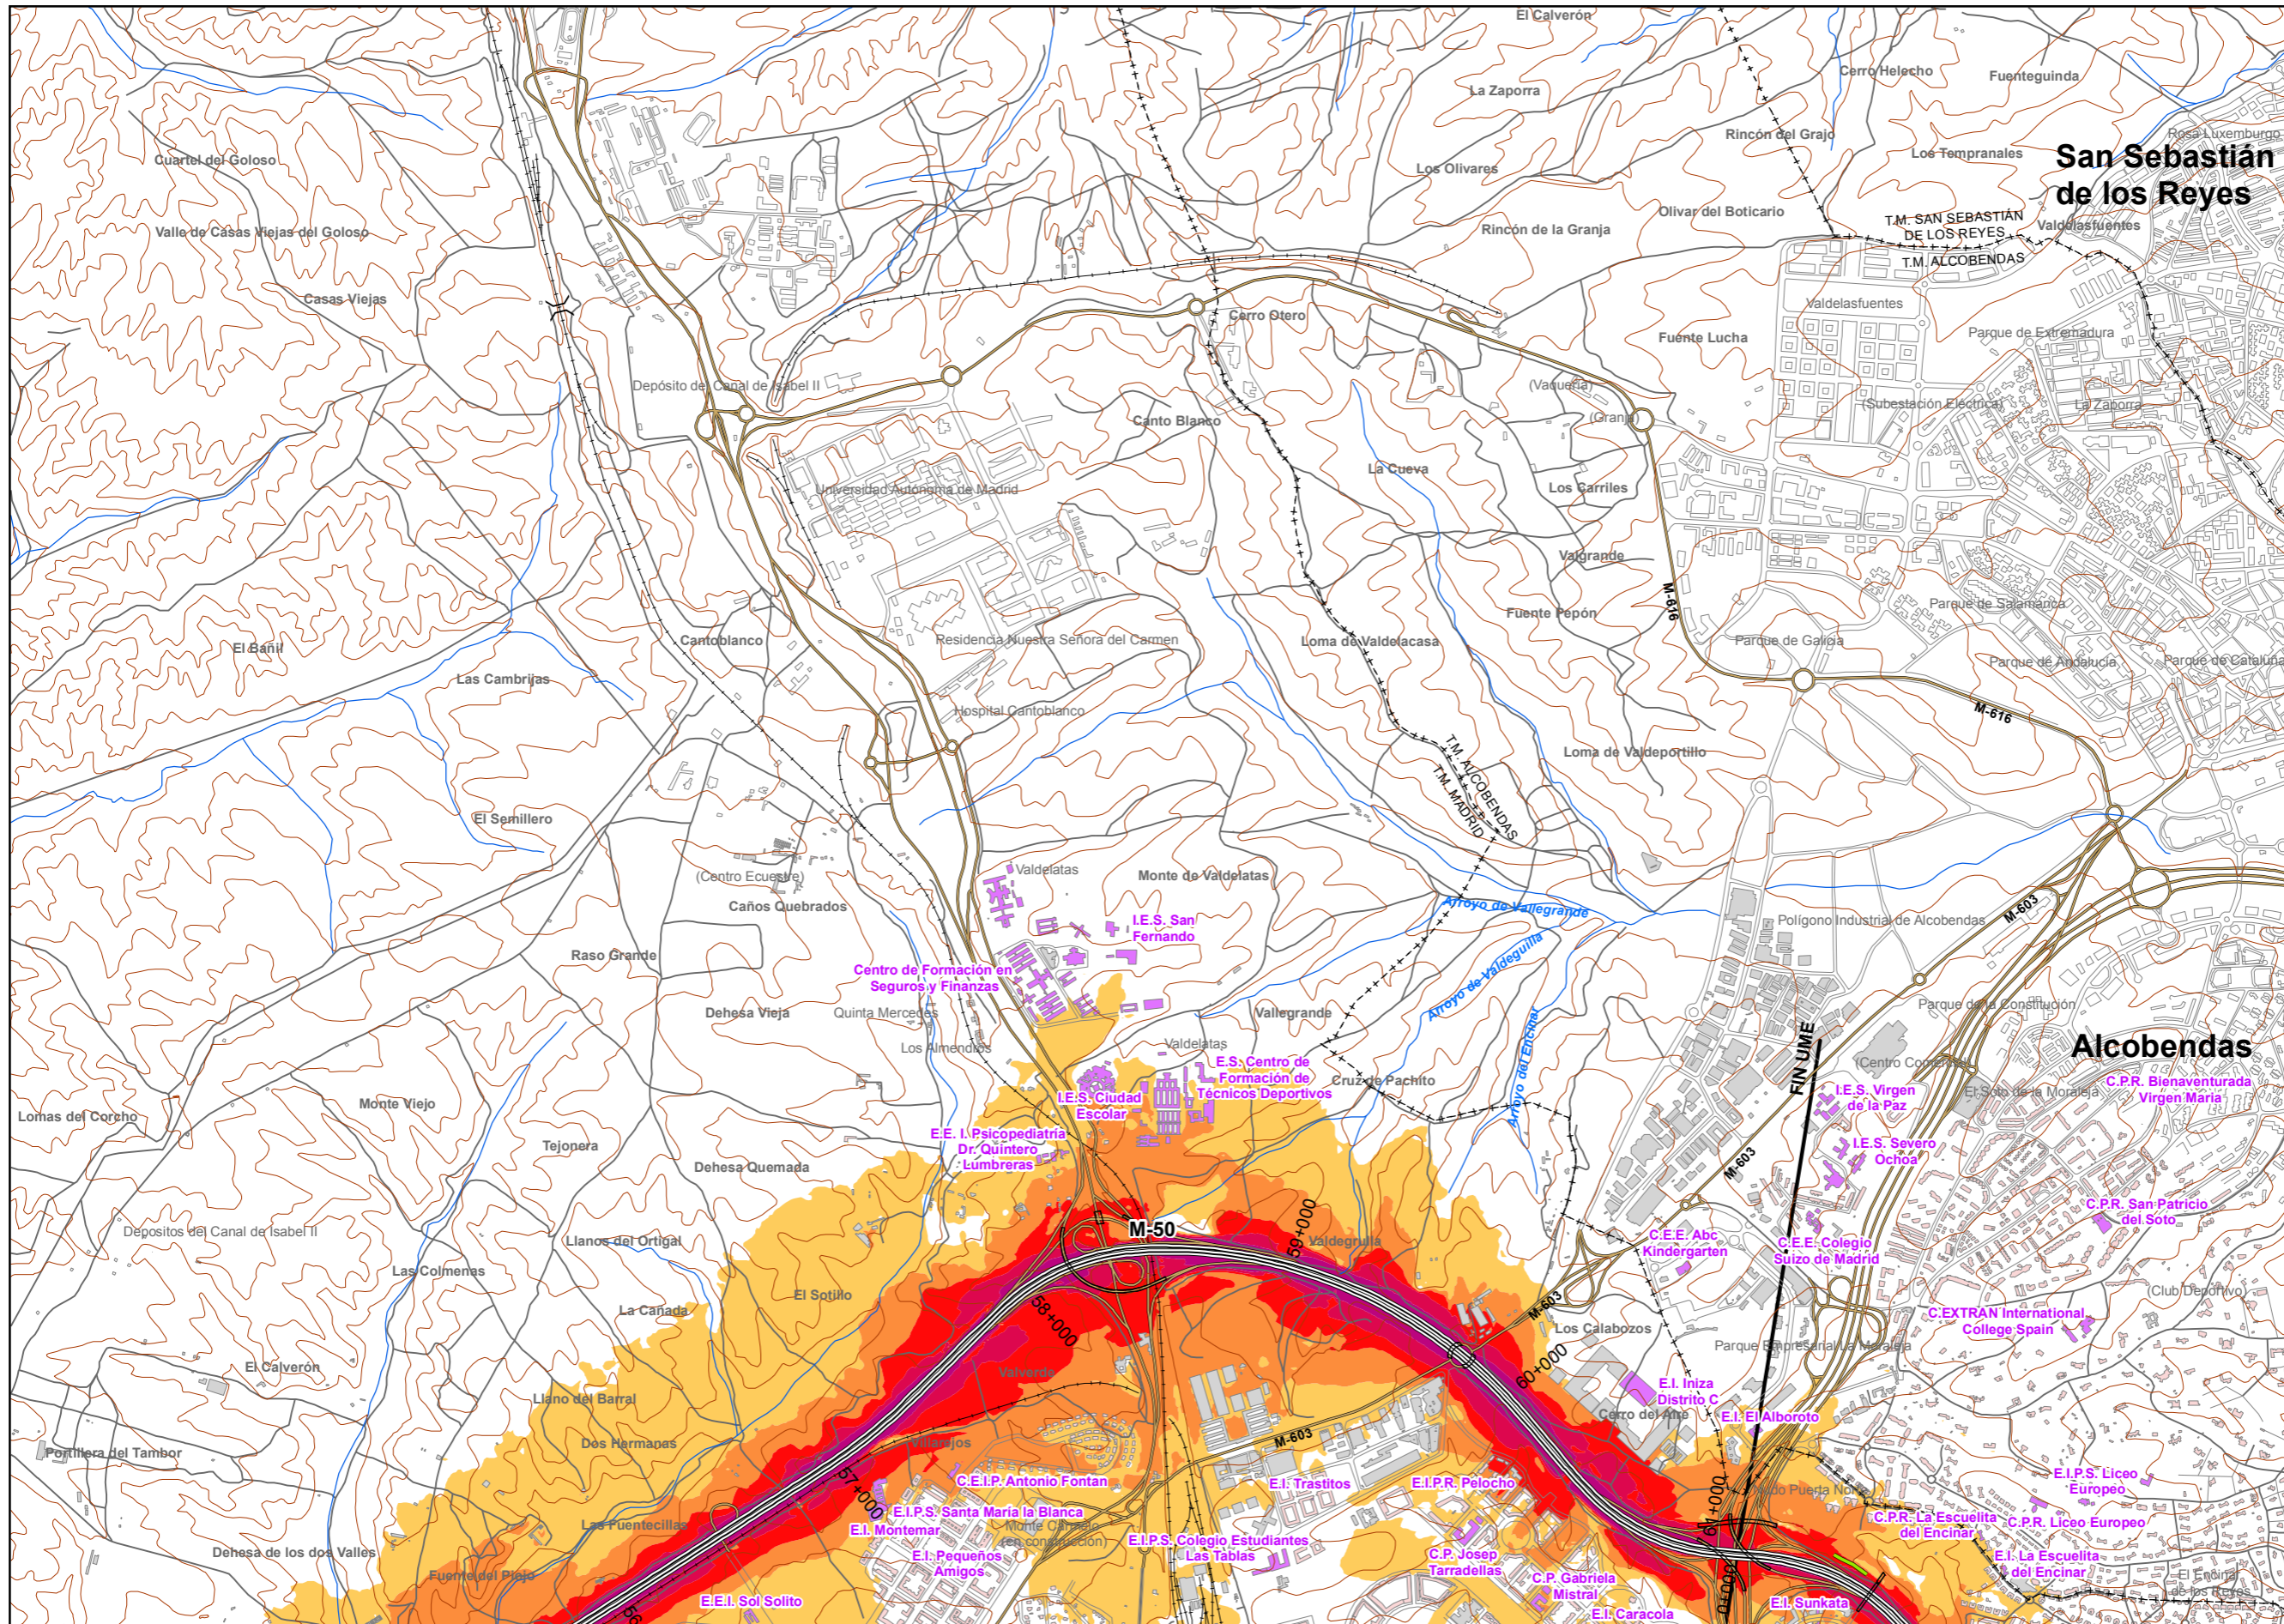 El Calverón
Cerro Helecho
Fuenteguinda
La Zaporra
Rosa Luxemburgo
Rincón del Grajo
Los Tempranales
San Sebastián
de los Reyes
Cuartel del Goloso
Los Olivares
Olivar del Boticario
T.M. SAN SEBASTIÁN
DE LOS REYES
Valdelasfuentes
Valle de Casas Viejas del Goloso
Rincón de la Granja
T.M. ALCOBENDAS
Casas Viejas
Valdelasfuentes
Cerro Otero
Fuente Lucha
Parque de Extremadura
Depósito del Canal de Isabel II
(Vaquería)
(Granja)
(Subestación Eléctrica)
La Zaporra
Canto Blanco
La Cueva
Universidad Autónoma de Madrid
Los Carriles
Valgrande
M-616
Fuente Pepón
Parque de Salamanca
Cantoblanco
Residencia Nuestra Señora del Carmen
Loma de Valdelacasa
Parque de Galicia
El Bañil
Parque de Andalucía
Parque de Cataluña
Las Cambrijas
Hospital Cantoblanco
M-616
Loma de Valdeportillo
T.M. ALCOBENDAS
T.M. MADRID
El Semillero
(Centro Ecuestre)
Valdelatas
Monte de Valdelatas
Caños Quebrados
Arroyo de Vallegrande
M-603
I.E.S. San
Fernando
Polígono Industrial de Alcobendas
Raso Grande
Arroyo de Valdeguilla
Centro de Formación en
Seguros y Finanzas
Dehesa Vieja
Quinta Mercedes
Vallegrande
Parque de la Constitución
Los Almendros
Valdelatas
Arroyo del Encinar
FIN UME
Alcobendas
(Centro Comercial)
E.S. Centro de
Formación de
Técnicos Deportivos
Cruz de Pachito
El Soto de la Moraleja
C.P.R. Bienaventurada
Virgen Maria
I.E.S. Virgen
de la Paz
I.E.S. Ciudad
Escolar
Monte Viejo
Lomas del Corcho
E.E. I. Psicopediatría
Dr. Quintero
Lumbreras
Tejonera
I.E.S. Severo
Ochoa
Dehesa Quemada
M-603
C.P.R. San Patricio
del Soto
Depositos del Canal de Isabel II
Llanos del Ortigal
M-50
59+000
Valdegrulla
C.E.E. Abc
Kindergarten
C.E.E. Colegio
Suizo de Madrid
Las Colmenas
El Sotillo
La Cañada
58+000
M-603
(Club Deportivo)
C.EXTRAN International
College Spain
Los Calabozos
Parque Empresarial La Moraleja
El Calverón
Valverde
60+000
E.I. Iniza
Distrito C
Llano del Barral
Cerro del Aire
E.I. El Alboroto
Dos Hermanas
Villarejos
M-603
Portillera del Tambor
57+000
C.E.I.P. Antonio Fontan
E.I. Trastitos
E.I.P.R. Pelocho
61+000
Nudo Puerta Norte
E.I.P.S. Liceo
Europeo
E.I.P.S. Santa María la Blanca
Las Fuentecillas
E.I. Montemar
Monte Carmelo
(en construcción)
C.P.R. La Escuelita
del Encinar
C.P.R. Liceo Europeo
E.I.P.S. Colegio Estudiantes
Las Tablas
Dehesa de los dos Valles
E.I. Pequeños
Amigos
C.P. Josep
Tarradellas
E.I. La Escuelita
del Encinar
Fuente del Piojo
C.P. Gabriela
Mistral
El Encinar
de los Reyes
E.E.I. Sol Solito
0+000
E.I. Sunkata
E.I. Caracola